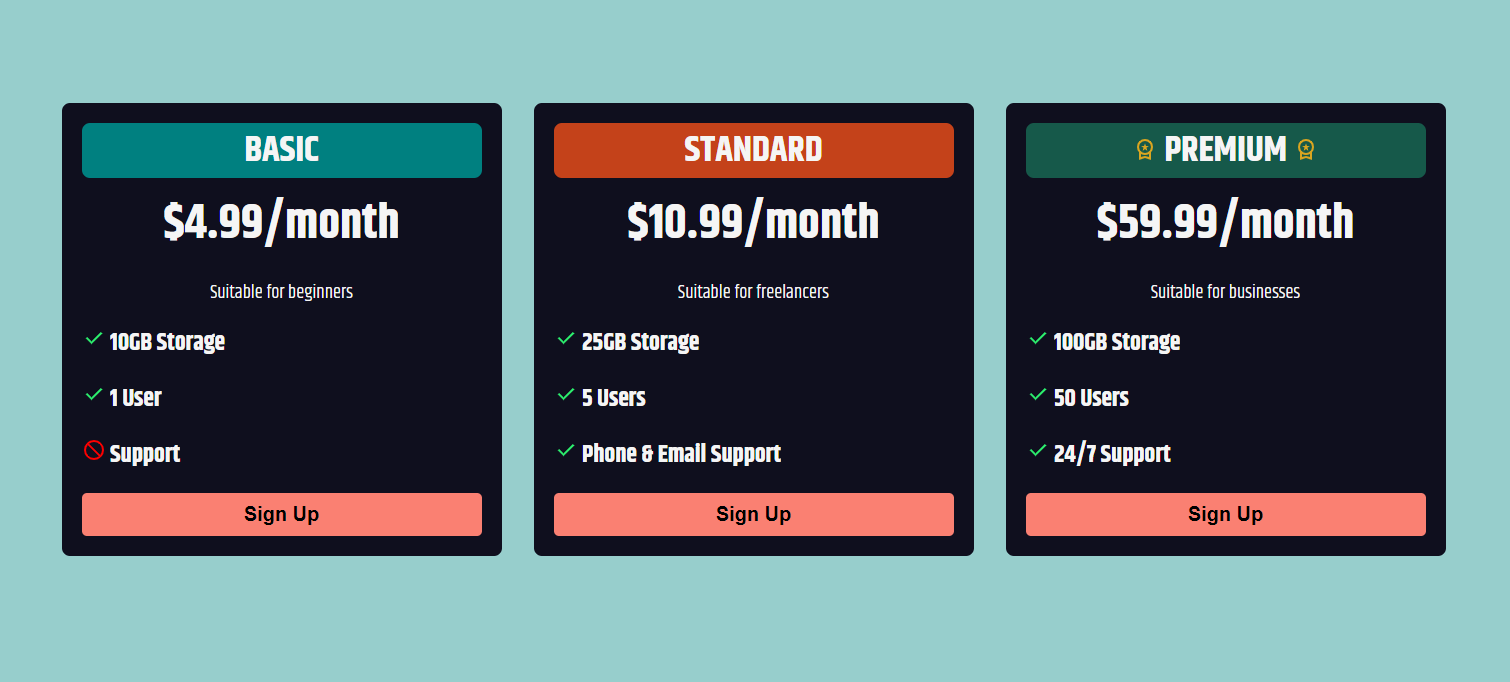 BASIC
$4.99/month
Suitable for beginners
10GB Storage
1 User
Support
Sign Up
STANDARD
$10.99/month
Suitable for freelancers
25GB Storage
5 Users
Phone & Email Support
Sign Up
PREMIUM
$59.99/month
Suitable for businesses
100GB Storage
50 Users
24/7 Support
Sign Up